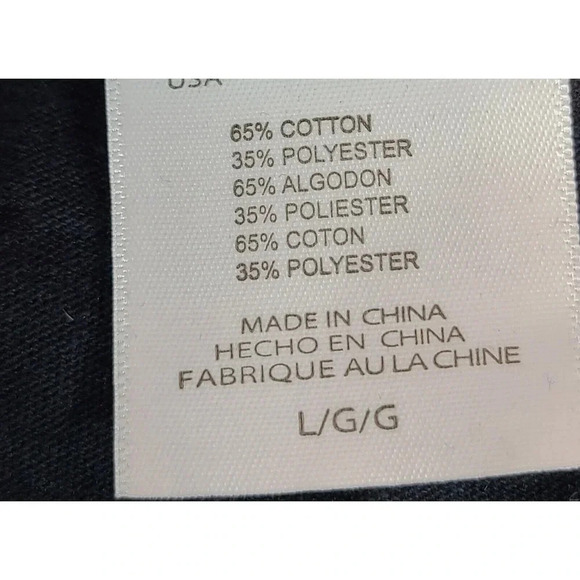 USA
65% COTTON
35% POLYESTER
65% ALGODON
35% POLIESTER
65% COTON
35% POLYESTER
MADE IN CHINA
HECHO EN CHINA
FABRIQUE AU LA CHINE
L/G/G